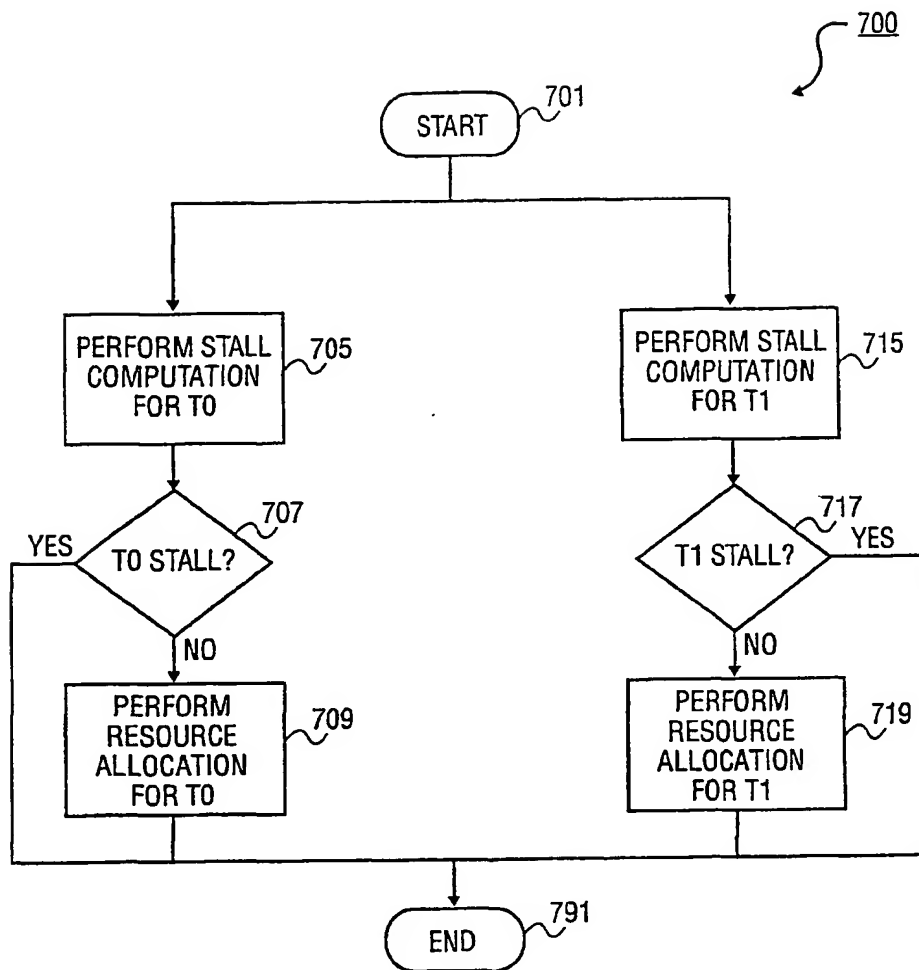 700
START
701
PERFORM STALL
COMPUTATION
FOR T0
705
PERFORM STALL
COMPUTATION
FOR T1
715
T0 STALL?
707
YES
NO
T1 STALL?
717
YES
NO
PERFORM
RESOURCE
ALLOCATION
FOR T0
709
PERFORM
RESOURCE
ALLOCATION
FOR T1
719
END
791